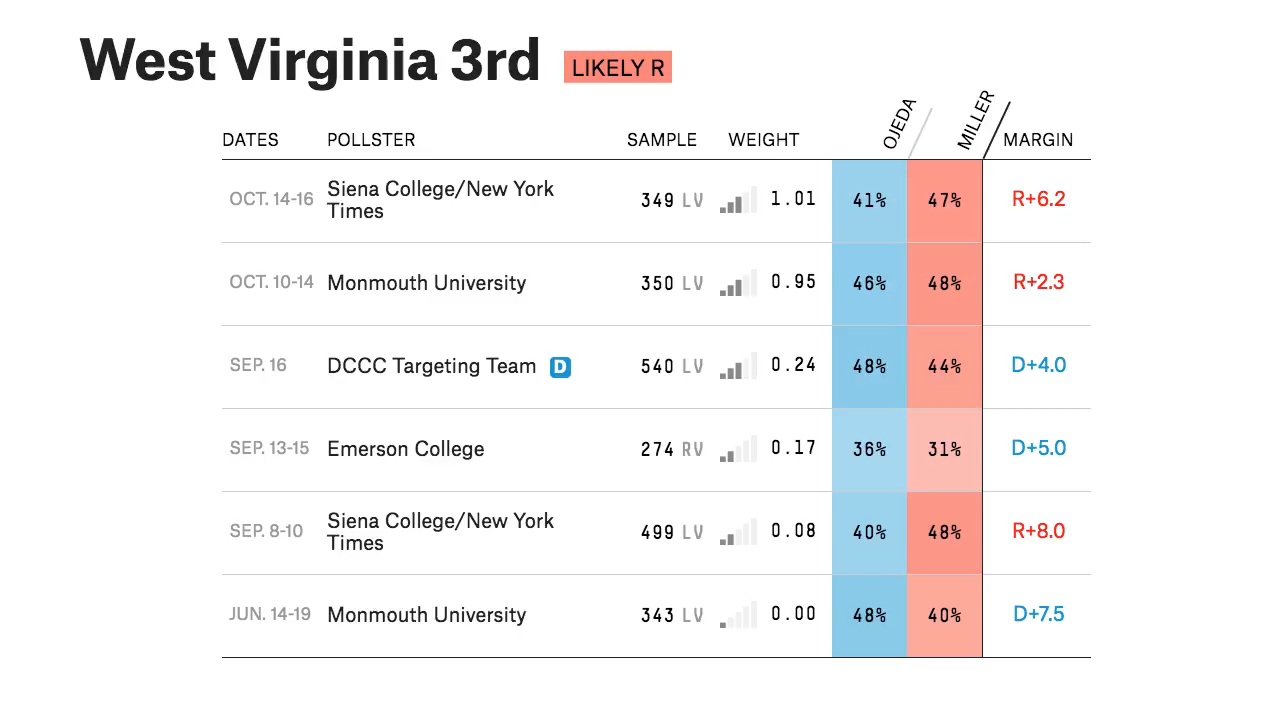 West Virginia 3rd LIKELY R
DATES POLLSTER SAMPLE WEIGHT OJEDA MILLER MARGIN
OCT. 14-16 Siena College/New York Times 349 LV 1.01 41% 47% R+6.2
OCT. 10-14 Monmouth University 350 LV 0.95 46% 48% R+2.3
SEP. 16 DCCC Targeting Team D 540 LV 0.24 48% 44% D+4.0
SEP. 13-15 Emerson College 274 RV 0.17 36% 31% D+5.0
SEP. 8-10 Siena College/New York Times 499 LV 0.08 40% 48% R+8.0
JUN. 14-19 Monmouth University 343 LV 0.00 48% 40% D+7.5